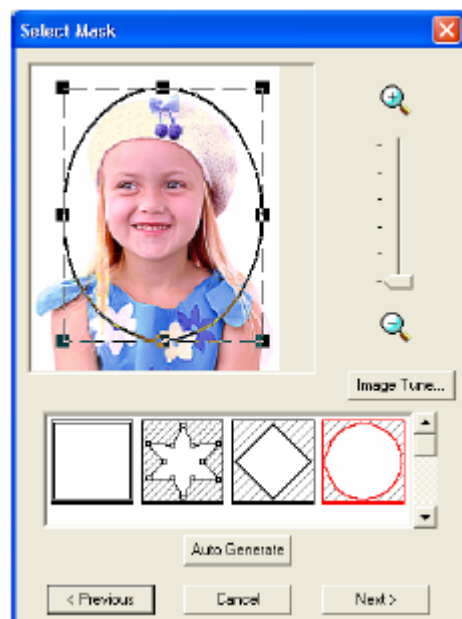 Select Mask
Image Tune...
Auto Generate
< Previous
Cancel
Next >